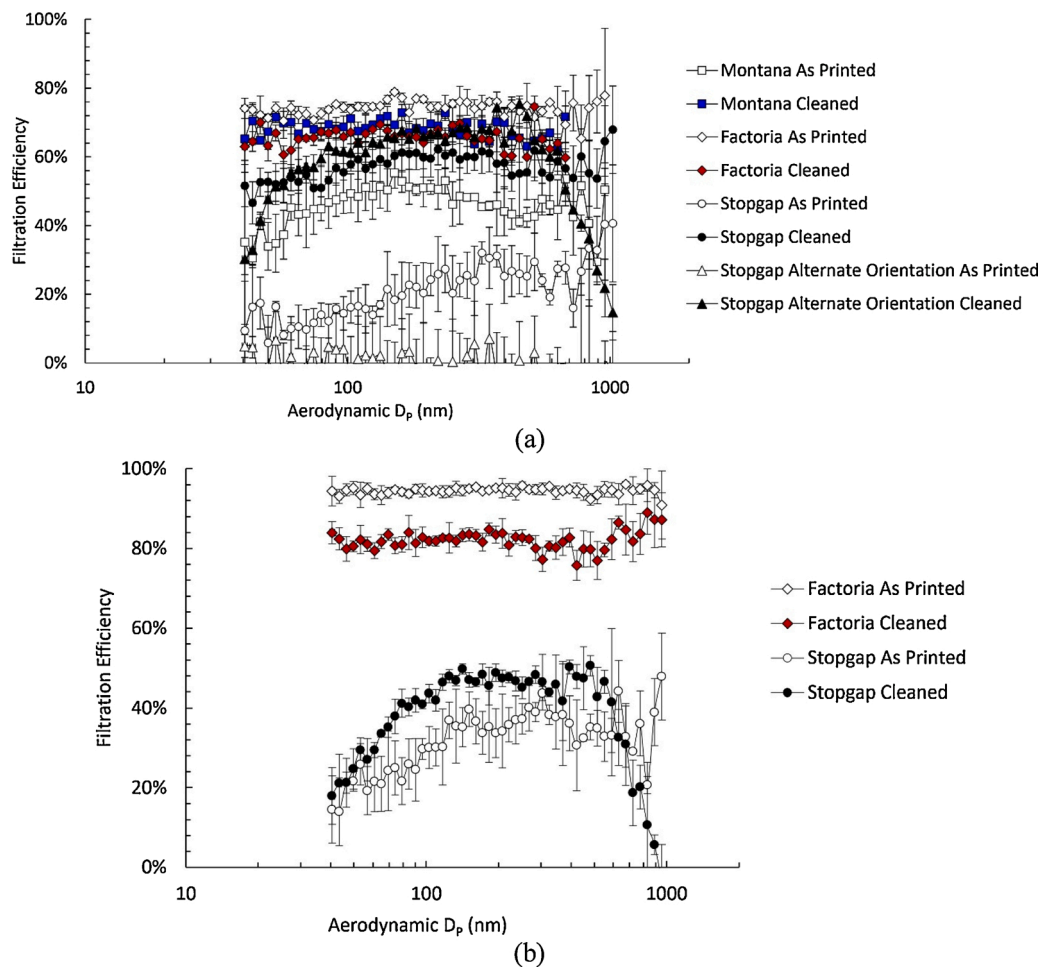 100%
80%
60%
40%
20%
0%
Filtration Efficiency
10
100
1000
Aerodynamic Dₚ (nm)
Montana As Printed
Montana Cleaned
Factoria As Printed
Factoria Cleaned
Stopgap As Printed
Stopgap Cleaned
Stopgap Alternate Orientation As Printed
Stopgap Alternate Orientation Cleaned
(a)
100%
80%
60%
40%
20%
0%
Filtration Efficiency
10
100
1000
Aerodynamic Dₚ (nm)
Factoria As Printed
Factoria Cleaned
Stopgap As Printed
Stopgap Cleaned
(b)